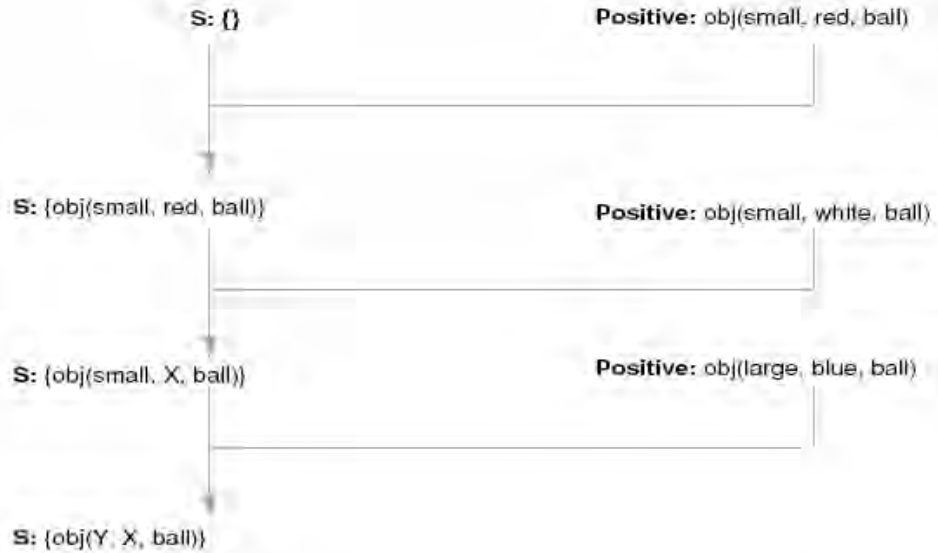 S: {}
Positive: obj(small, red, ball)
S: {obj(small, red, ball)}
Positive: obj(small, white, ball)
S: {obj(small, X, ball)}
Positive: obj(large, blue, ball)
S: {obj(Y, X, ball)}